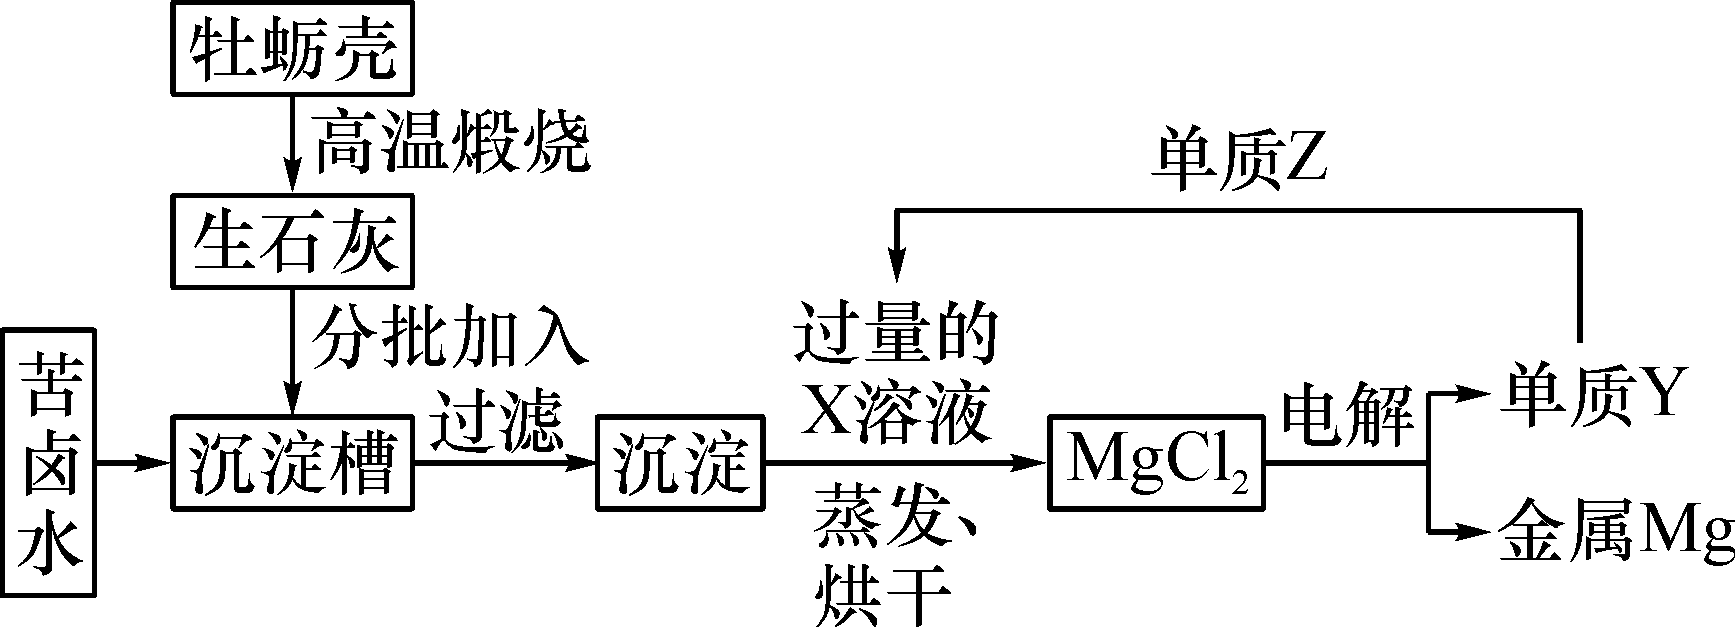 牡蛎壳
高温煅烧
生石灰
分批加入
苦卤水
沉淀槽
过滤
沉淀
过量的
X溶液
蒸发、
烘干
MgCl₂
电解
单质Z
单质Y
金属Mg